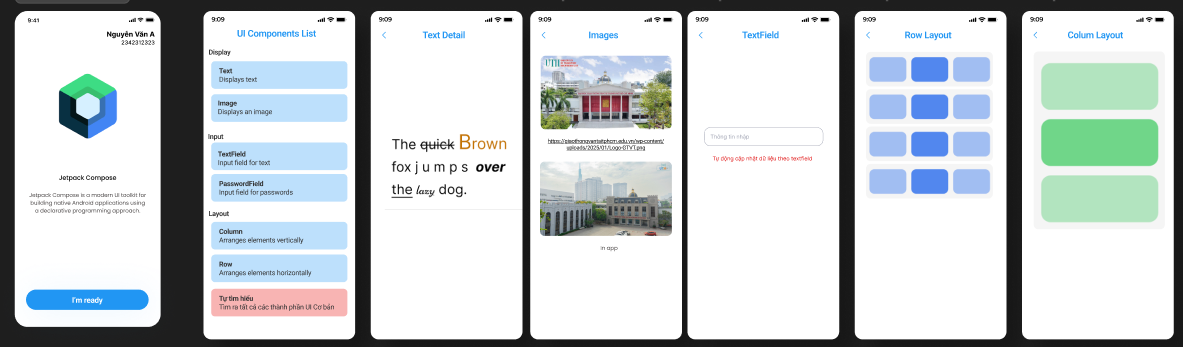 9:41
Nguyễn Văn A
2342312323
Jetpack Compose
Jetpack Compose is a modern UI toolkit for
building native Android applications using
a declarative programming approach.
I'm ready
9:09
UI Components List
Display
Text
Displays text
Image
Displays an image
Input
TextField
Input field for text
PasswordField
Input field for passwords
Layout
Column
Arranges elements vertically
Row
Arranges elements horizontally
Tự tìm hiểu
Tìm ra tất cả các thành phần UI Cơ bản
9:09
Text Detail
The quick Brown
fox j u m p s over
the lazy dog.
9:09
Images
UTH
https://giaothongvantaitphcm.edu.vn/wp-content/
uploads/2025/01/Logo-GTVT.png
in app
9:09
TextField
Thông tin nhập
Tự động cập nhật dữ liệu theo textfield
9:09
Row Layout
9:09
Colum Layout